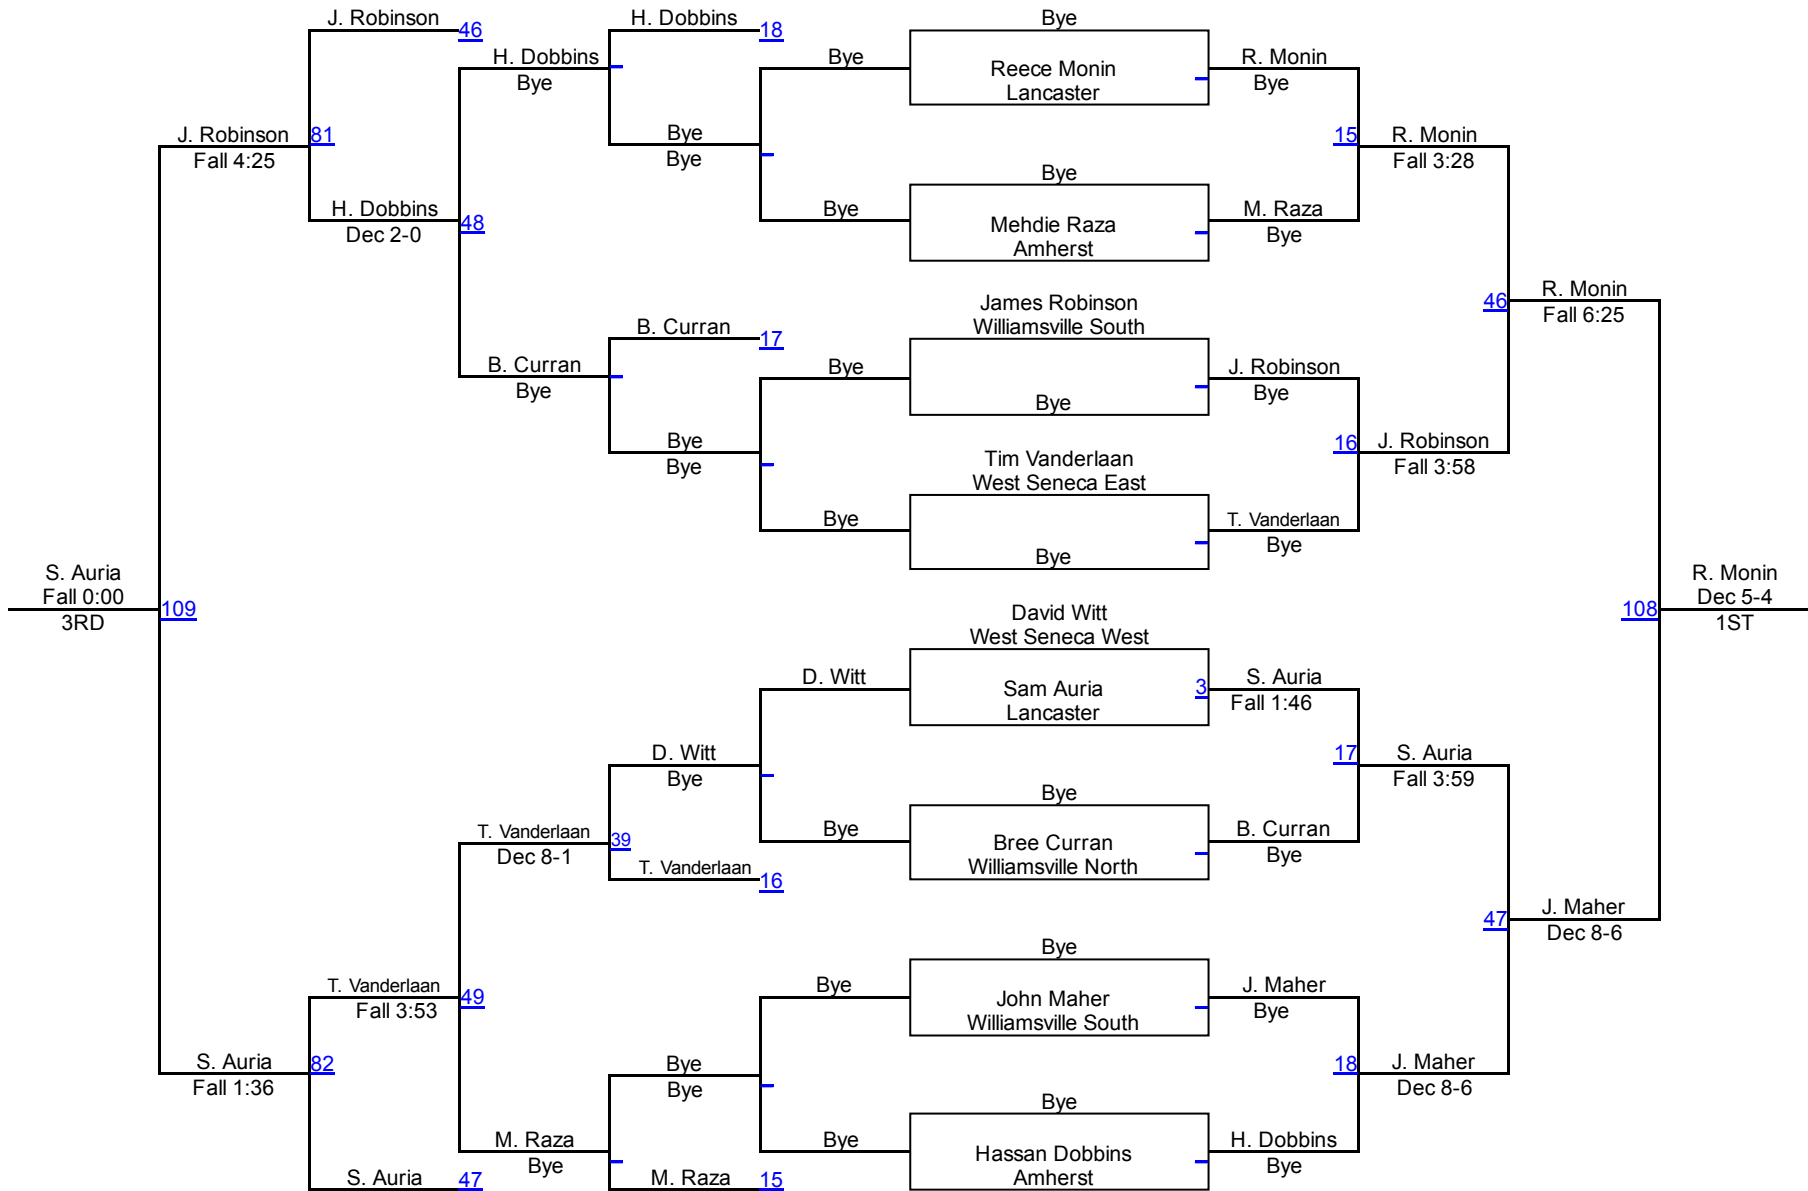 J. Robinson
46
H. Dobbins
18
Bye
H. Dobbins
Bye
Bye
Reece Monin
Lancaster
R. Monin
Bye
J. Robinson
81
Fall 4:25
Bye
Bye
15
R. Monin
Fall 3:28
Bye
H. Dobbins
Dec 2-0
48
Bye
Mehdie Raza
Amherst
M. Raza
Bye
James Robinson
Williamsville South
46
R. Monin
Fall 6:25
B. Curran
17
B. Curran
Bye
Bye
Bye
J. Robinson
Bye
Bye
Bye
16
J. Robinson
Fall 3:58
Tim Vanderlaan
West Seneca East
Bye
Bye
T. Vanderlaan
Bye
S. Auria
Fall 0:00
3RD
109
R. Monin
Dec 5-4
1ST
108
David Witt
West Seneca West
D. Witt
Sam Auria
Lancaster
3
S. Auria
Fall 1:46
D. Witt
Bye
17
S. Auria
Fall 3:59
Bye
T. Vanderlaan
Dec 8-1
39
Bye
Bree Curran
Williamsville North
B. Curran
Bye
T. Vanderlaan
16
47
J. Maher
Dec 8-6
Bye
T. Vanderlaan
Fall 3:53
49
Bye
John Maher
Williamsville South
J. Maher
Bye
S. Auria
Fall 1:36
82
Bye
Bye
18
J. Maher
Dec 8-6
Bye
M. Raza
Bye
Bye
Hassan Dobbins
Amherst
H. Dobbins
Bye
S. Auria
47
M. Raza
15